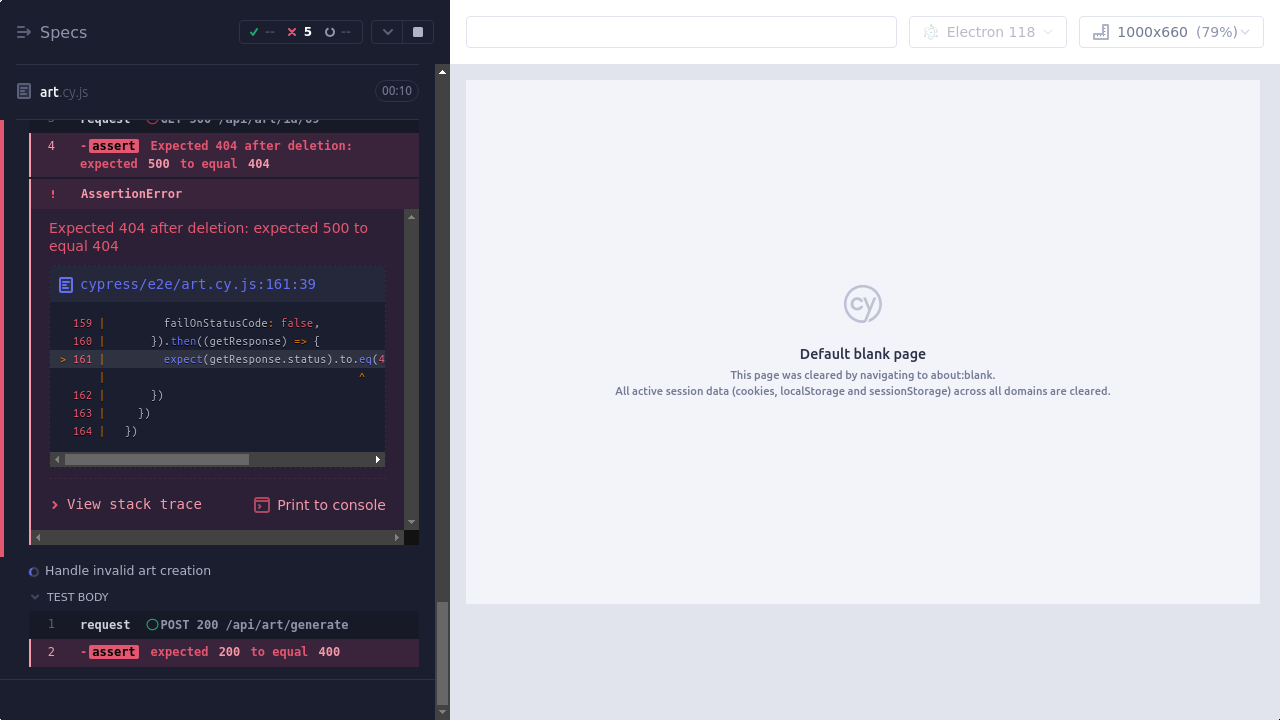 Specs
--
5
--
Electron 118
1000x660 (79%)
art.cy.js
00:10
request GET 500 /api/art/id/
4 -assert Expected 404 after deletion:
expected 500 to equal 404
! AssertionError
Expected 404 after deletion: expected 500 to
equal 404
cypress/e2e/art.cy.js:161:39
159 | failOnStatusCode: false,
160 | }).then((getResponse) => {
> 161 | expect(getResponse.status).to.eq(4
| ^
162 | })
163 | })
164 | })
View stack trace
Print to console
Handle invalid art creation
TEST BODY
1 request POST 200 /api/art/generate
2 -assert expected 200 to equal 400
cy
Default blank page
This page was cleared by navigating to about:blank.
All active session data (cookies, localStorage and sessionStorage) across all domains are cleared.